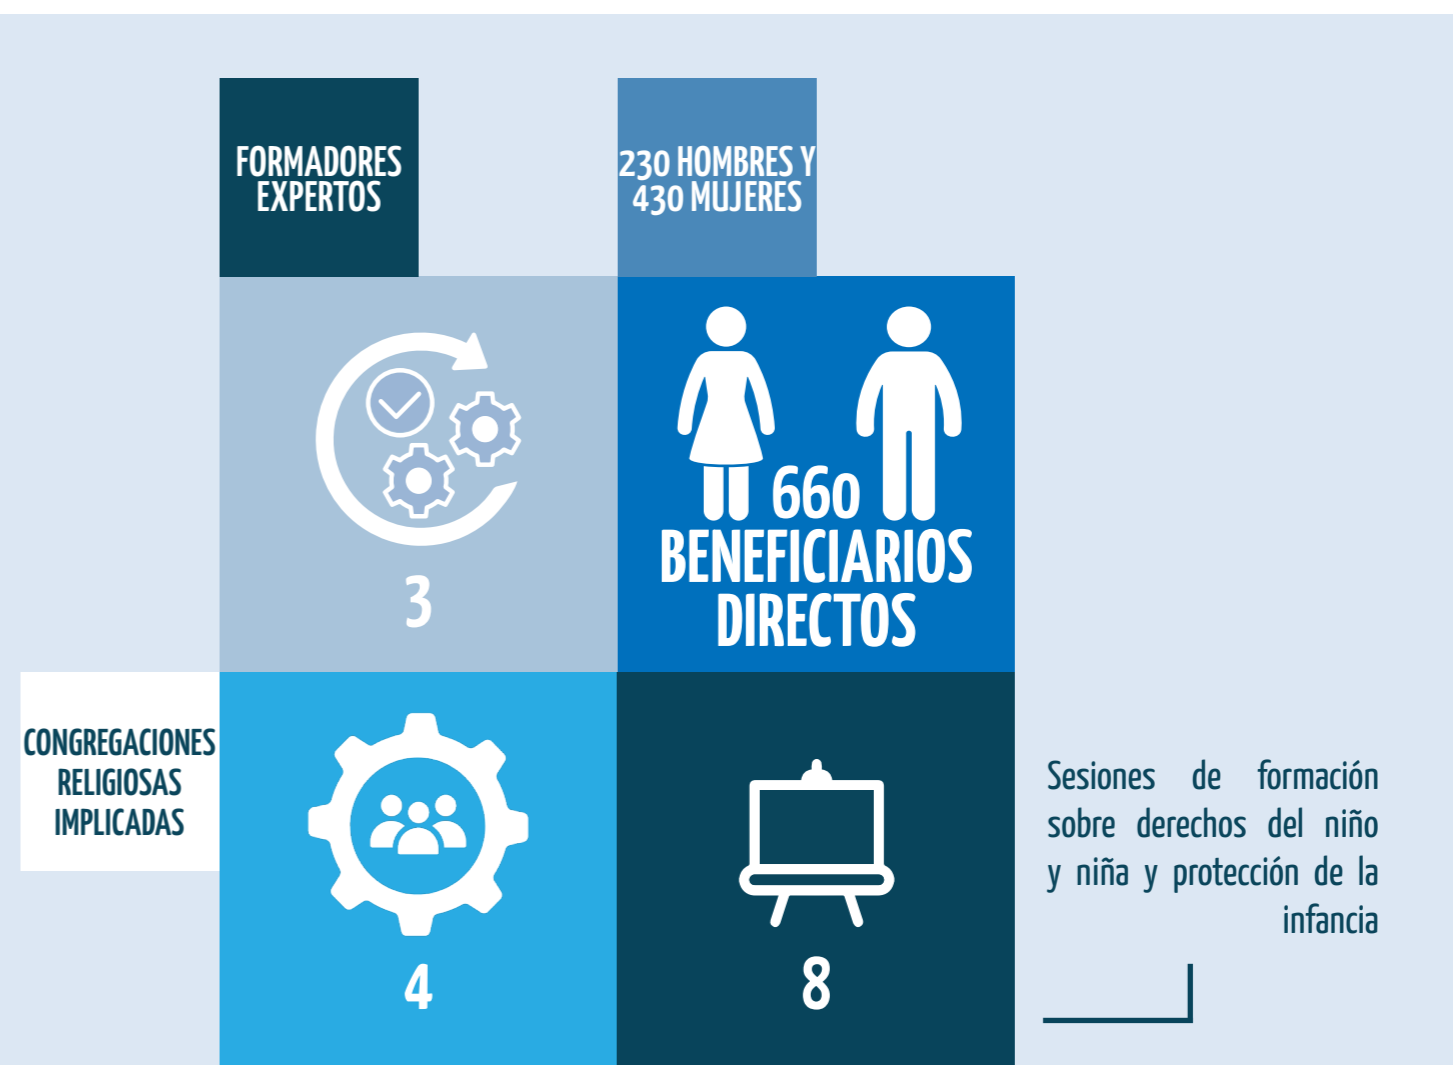 FORMADORES
EXPERTOS
230 HOMBRES Y
430 MUJERES
3
660
BENEFICIARIOS
DIRECTOS
CONGREGACIONES
RELIGIOSAS
IMPLICADAS
4
8
Sesiones de formación
sobre derechos del niño
y niña y protección de la
infancia